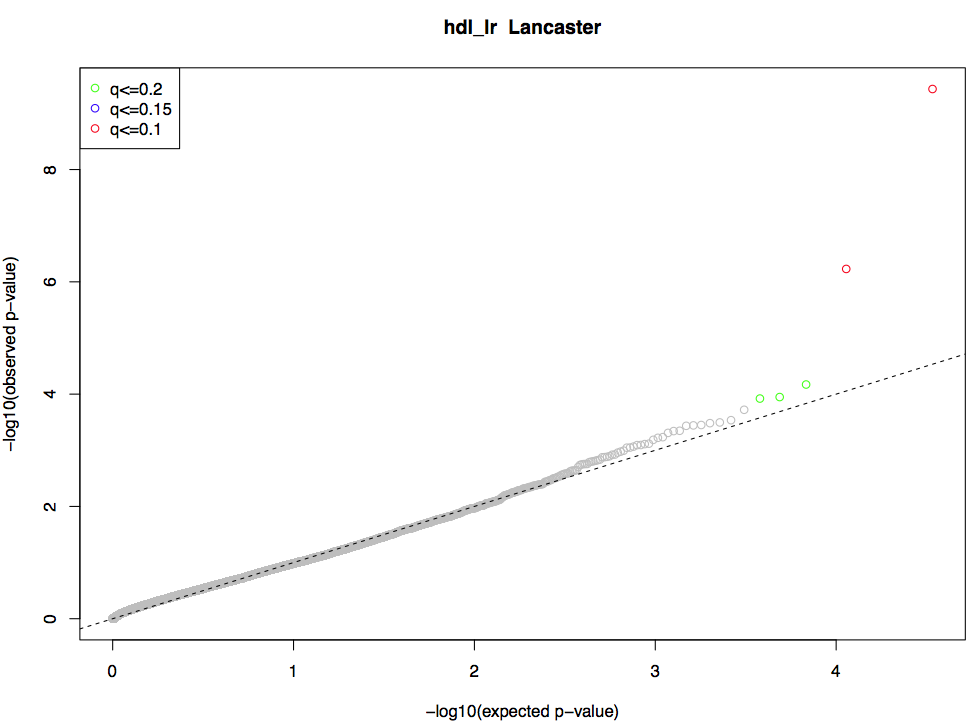 hdl_lr Lancaster
q<=0.2
q<=0.15
q<=0.1
8
6
4
2
0
−log10(observed p−value)
0 1 2 3 4
−log10(expected p−value)